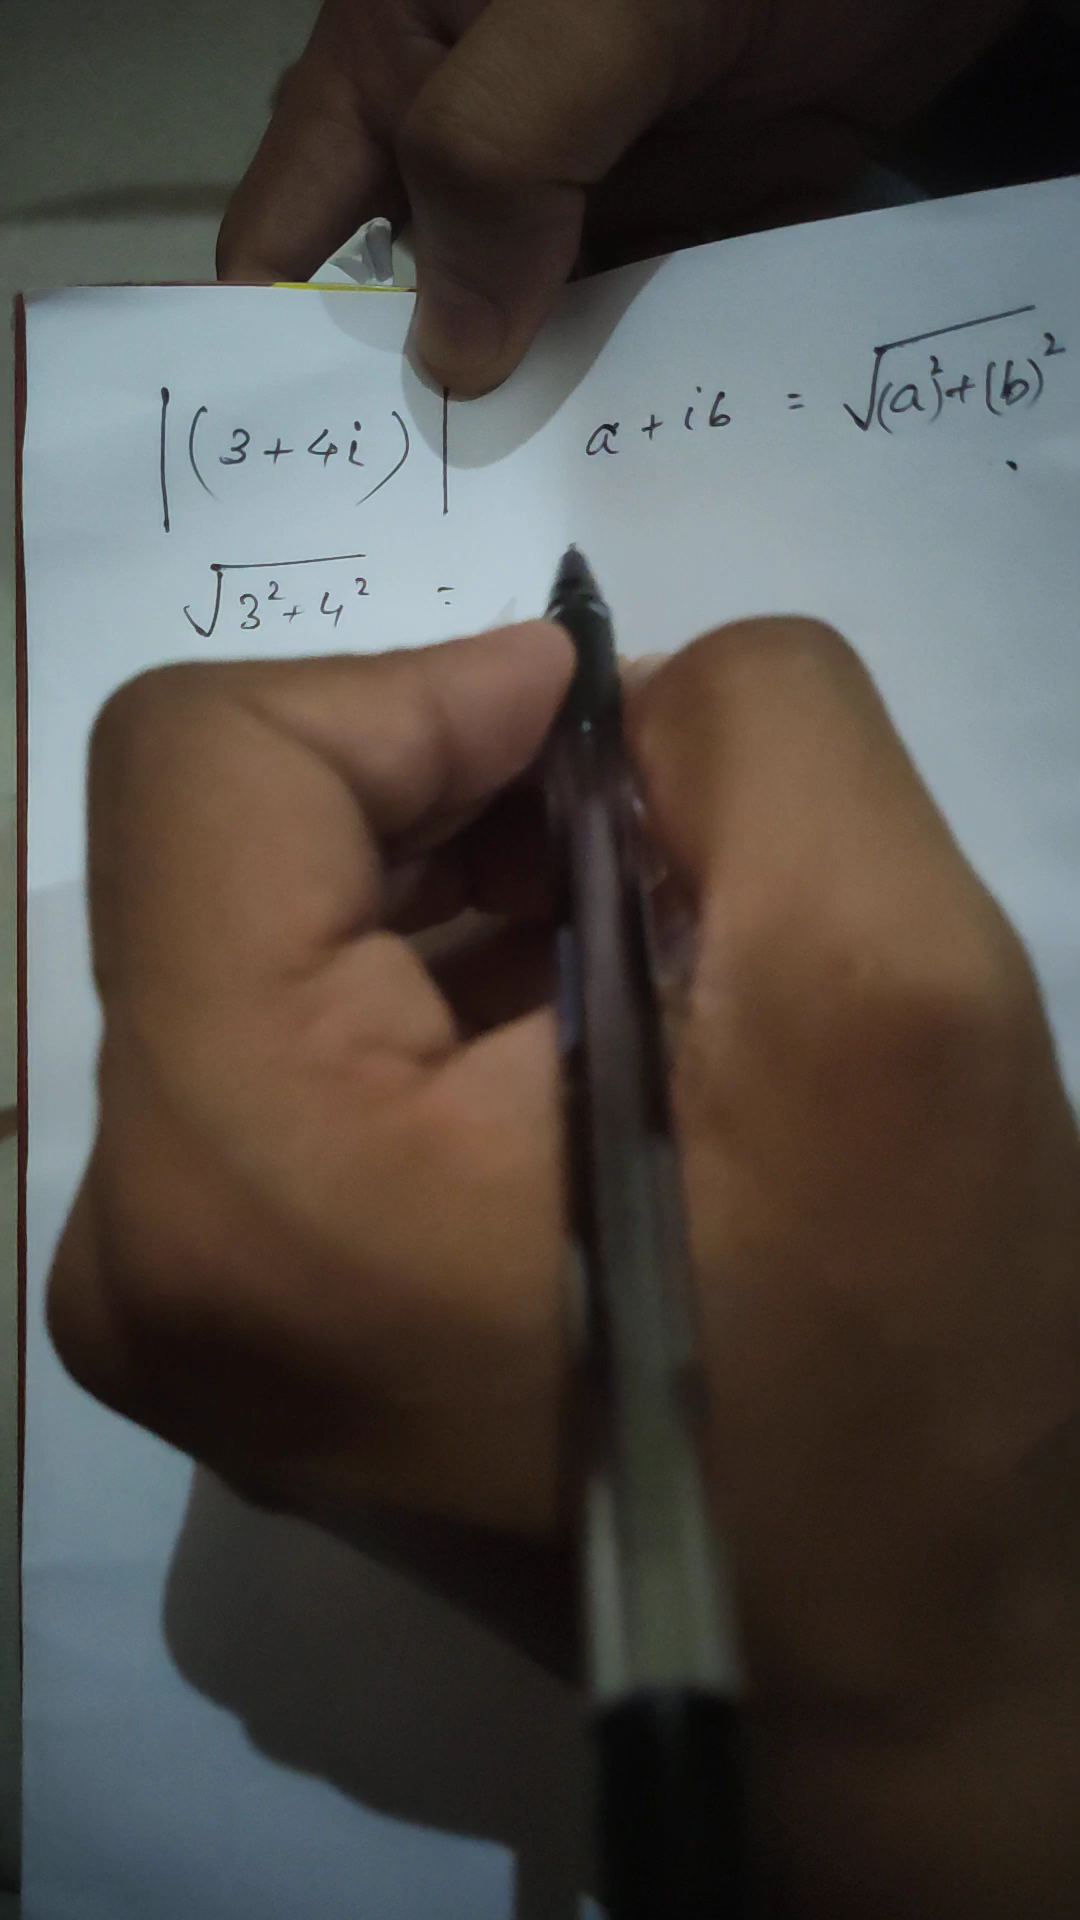 |(3+4i)| a+ib = √(a)²+(b)²
√3²+4² =